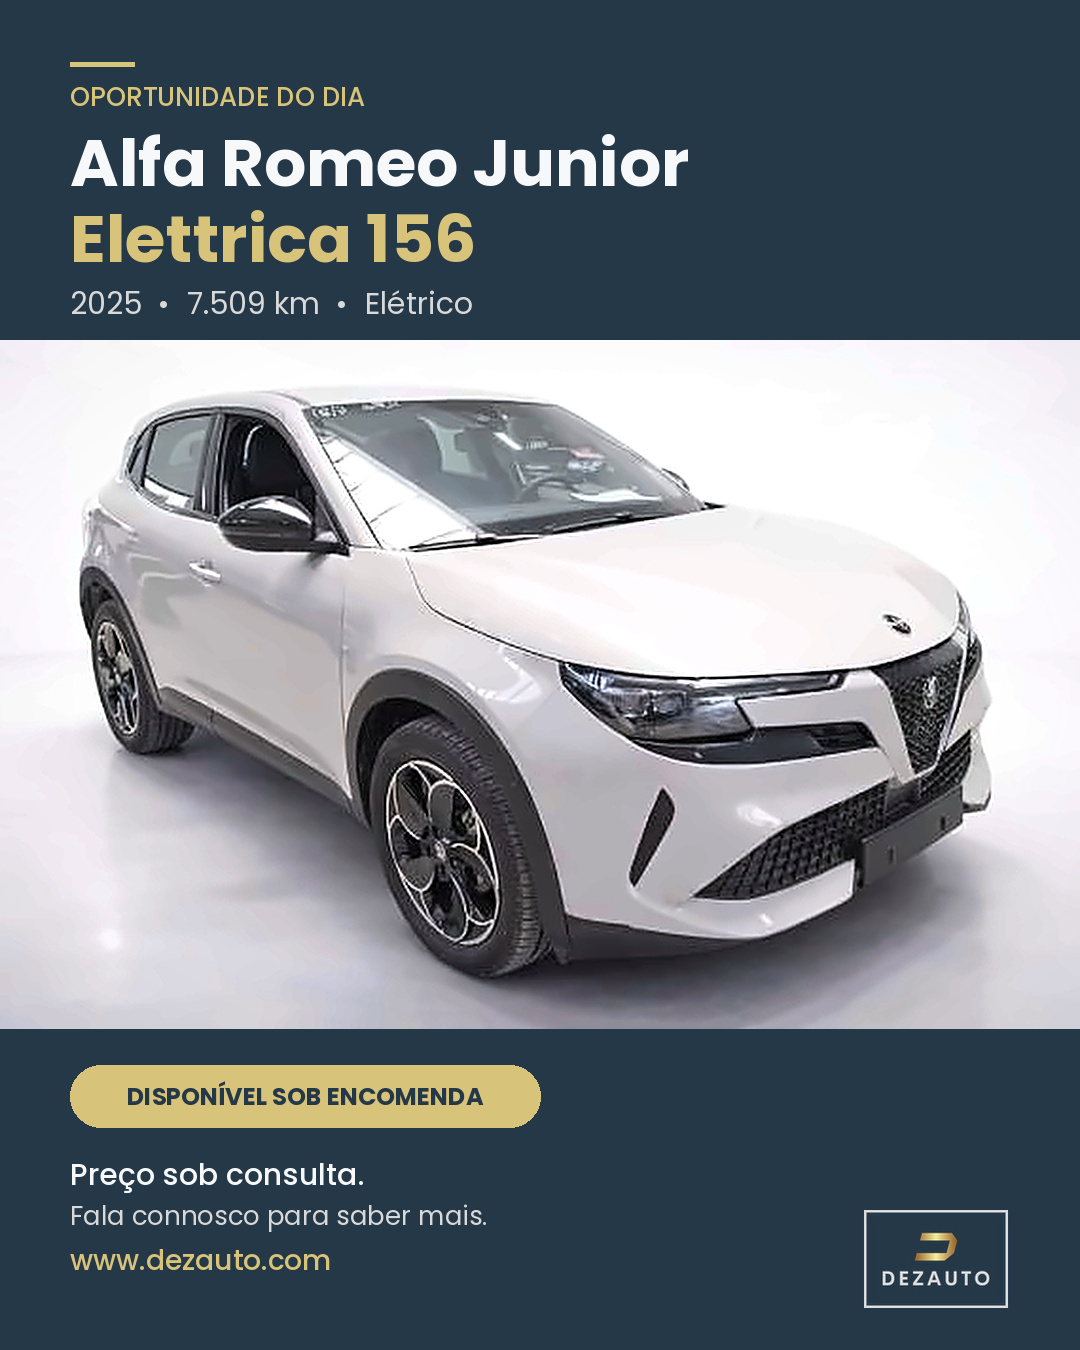 OPORTUNIDADE DO DIA
Alfa Romeo Junior
Elettrica 156
2025 • 7.509 km • Elétrico
DISPONÍVEL SOB ENCOMENDA
Preço sob consulta.
Fala connosco para saber mais.
www.dezauto.com
DEZAUTO